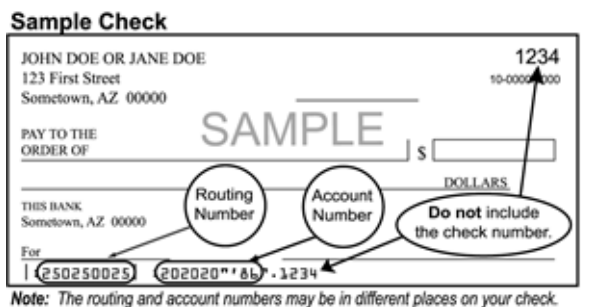 Sample Check
JOHN DOE OR JANE DOE
1234
123 First Street
Sometown, AZ 00000
PAY TO THE
ORDER OF
SAMPLE
$
DOLLARS
THIS BANK
Sometown, AZ 00000
Routing
Number
Account
Number
Do not include
the check number.
For
250250025 202020"'86".1234
Note: The routing and account numbers may be in different places on your check.